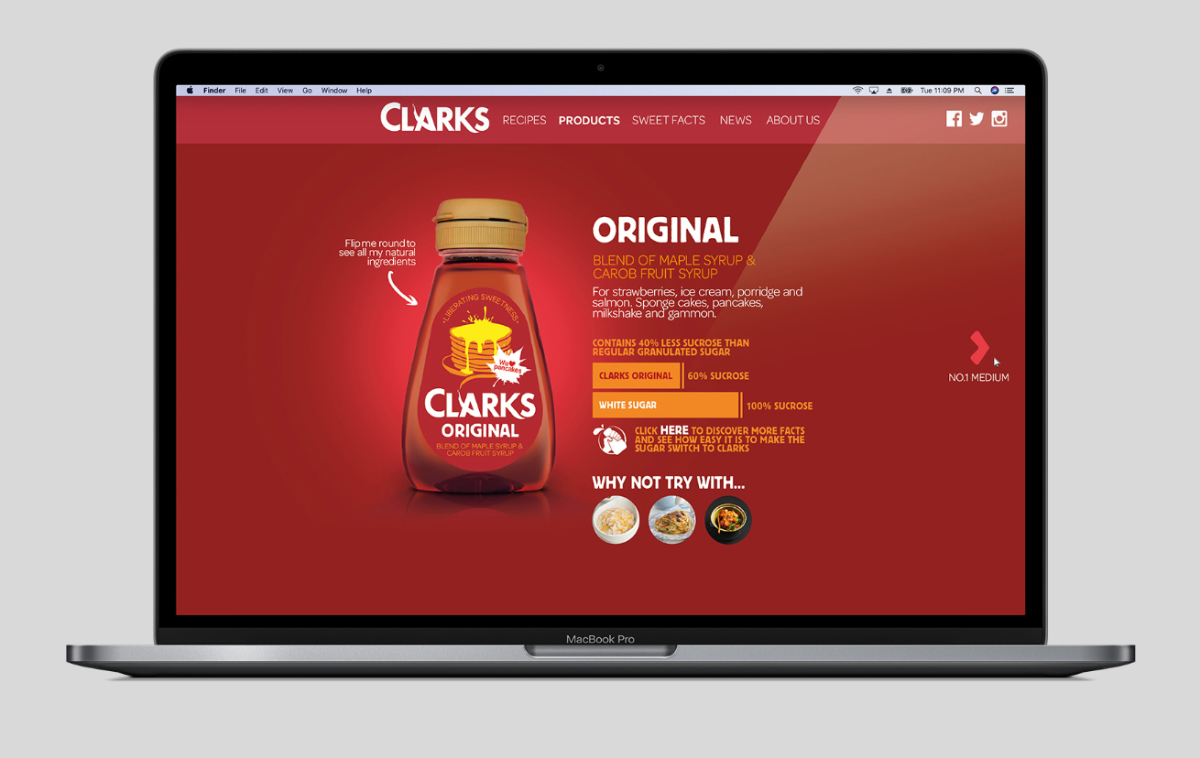 Finder File Edit View Go Window Help
Tue 11:09 PM
CLARKS
RECIPES PRODUCTS SWEET FACTS NEWS ABOUT US
Flip me round to
see all my natural
ingredients
•LIBERATING SWEETNESS•
We
pancakes
CLARKS
ORIGINAL
BLEND OF MAPLE SYRUP &
CAROB FRUIT SYRUP
ORIGINAL
BLEND OF MAPLE SYRUP &
CAROB FRUIT SYRUP
For strawberries, ice cream, porridge and
salmon. Sponge cakes, pancakes,
milkshake and gammon.
CONTAINS 40% LESS SUCROSE THAN
REGULAR GRANULATED SUGAR
CLARKS ORIGINAL 60% SUCROSE
WHITE SUGAR 100% SUCROSE
CLICK HERE TO DISCOVER MORE FACTS
AND SEE HOW EASY IT IS TO MAKE THE
SUGAR SWITCH TO CLARKS
WHY NOT TRY WITH...
NO.1 MEDIUM
MacBook Pro